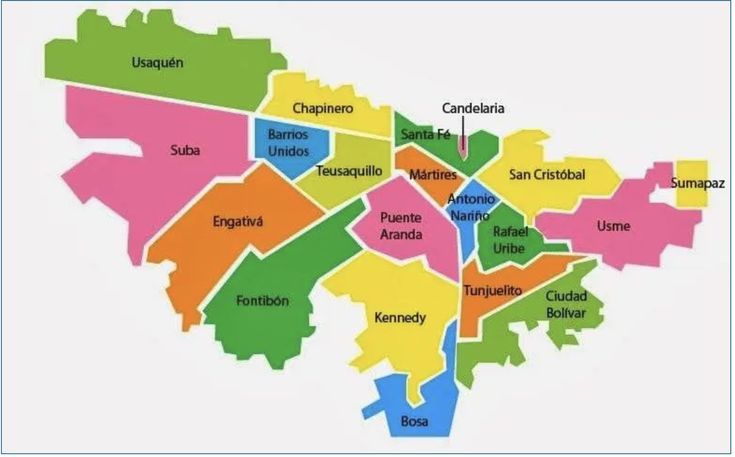 Usaquén
Chapinero
Candelaria
Santa Fé
Barrios
Unidos
Suba
Teusaquillo
Mártires
San Cristóbal
Sumapaz
Antonio
Nariño
Engativá
Puente
Aranda
Rafael
Uribe
Usme
Fontibón
Tunjuelito
Ciudad
Bolívar
Kennedy
Bosa